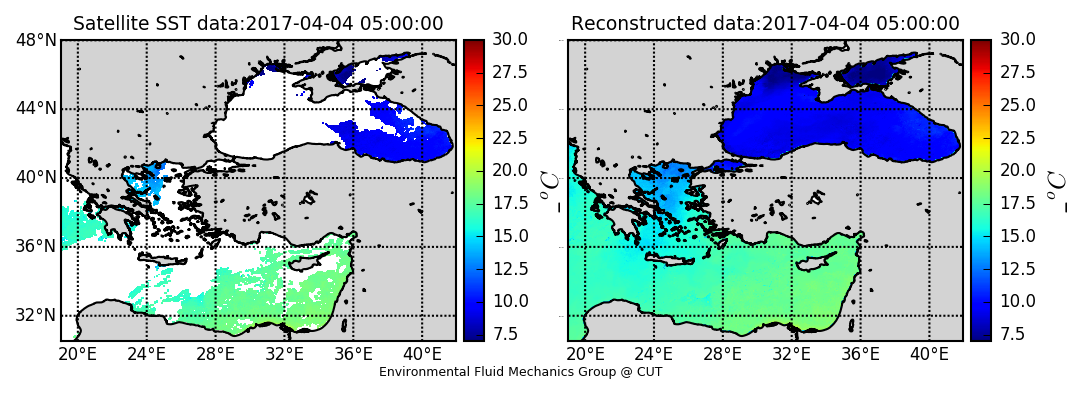 Satellite SST data:2017-04-04 05:00:00
Reconstructed data:2017-04-04 05:00:00
48°N
44°N
40°N
36°N
32°N
20°E 24°E 28°E 32°E 36°E 40°E
30.0
27.5
25.0
22.5
20.0
17.5
15.0
12.5
10.0
7.5
_ °C
20°E 24°E 28°E 32°E 36°E 40°E
30.0
27.5
25.0
22.5
20.0
17.5
15.0
12.5
10.0
7.5
_ °C
Environmental Fluid Mechanics Group @ CUT